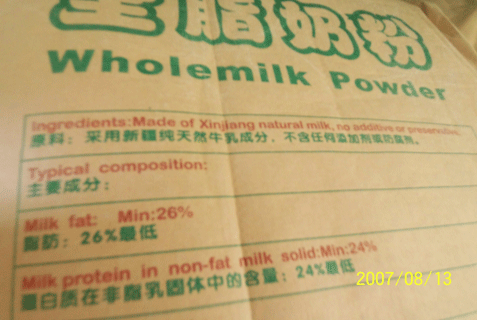 全脂奶粉
Wholemilk Powder
Ingredients:Made of Xinjiang natural milk, no additive or preservative.
原料：采用新疆纯天然牛乳成分，不含任何添加剂或防腐剂。
Typical composition:
主要成分：
Milk fat: Min:26%
脂肪：26%最低
Milk protein in non-fat milk solid:Min:24%
蛋白质在非脂乳固体中的含量：24%最低
2007/08/13